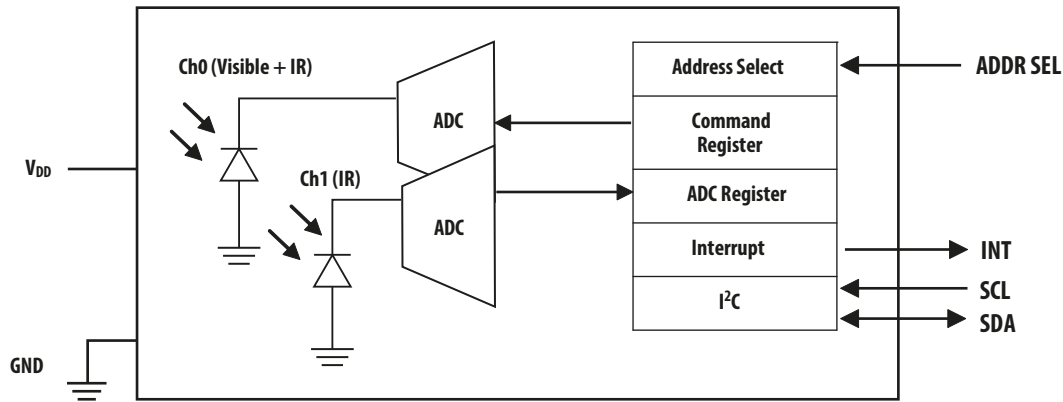 Ch0 (Visible + IR)
ADC
Address Select
ADDR SEL
Command
Register
VDD
Ch1 (IR)
ADC
ADC Register
Interrupt
INT
I²C
SCL
SDA
GND